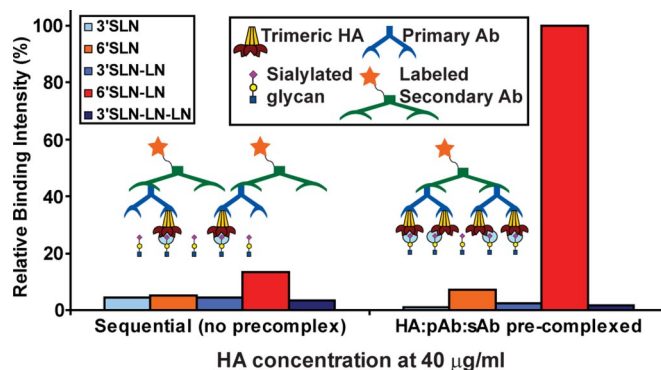 Relative Binding Intensity (%)
100
80
60
40
20
0
3'SLN
6'SLN
3'SLN-LN
6'SLN-LN
3'SLN-LN-LN
Trimeric HA
Primary Ab
Sialylated
glycan
Labeled
Secondary Ab
Sequential (no precomplex)
HA:pAb:sAb pre-complexed
HA concentration at 40 μg/ml